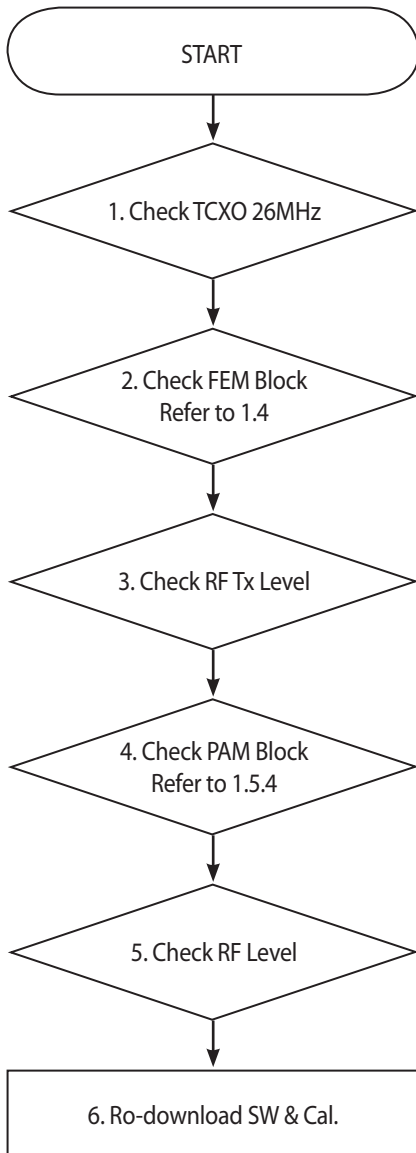 START
1. Check TCXO 26MHz
2. Check FEM Block
Refer to 1.4
3. Check RF Tx Level
4. Check PAM Block
Refer to 1.5.4
5. Check RF Level
6. Ro-download SW & Cal.